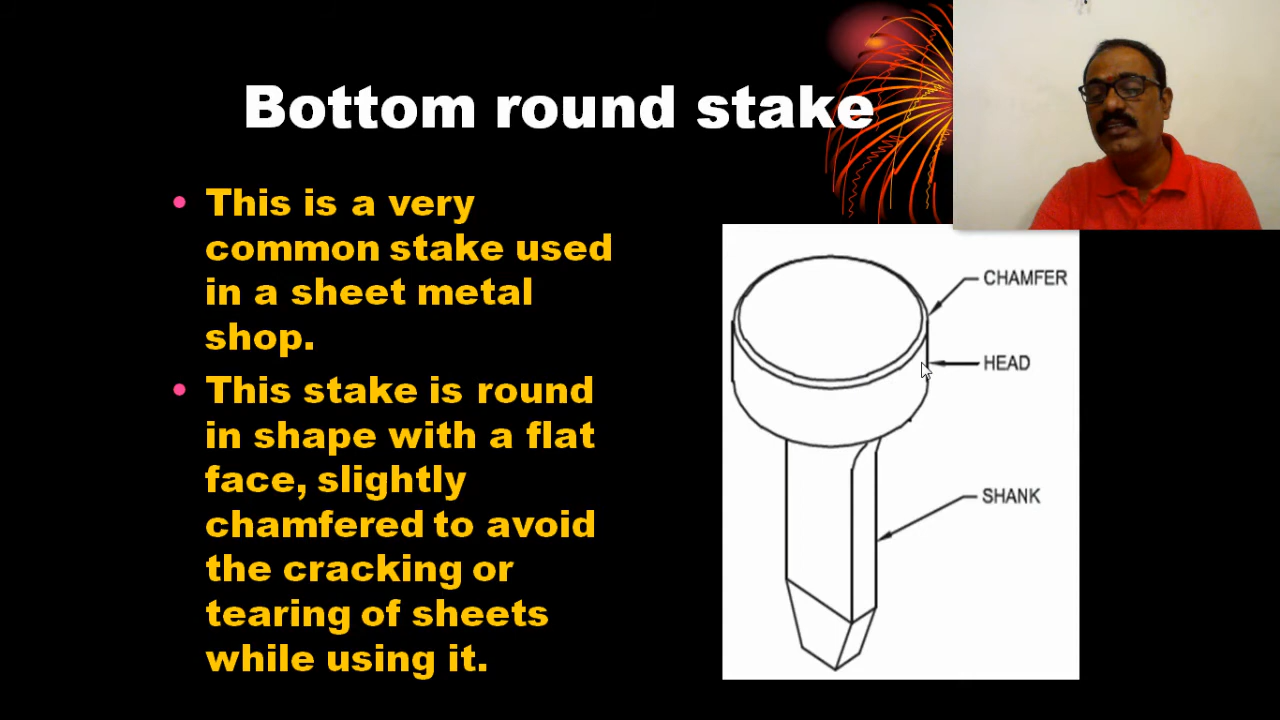 Bottom round stake
• This is a very
common stake used
in a sheet metal
shop.
• This stake is round
in shape with a flat
face, slightly
chamfered to avoid
the cracking or
tearing of sheets
while using it.
CHAMFER
HEAD
SHANK